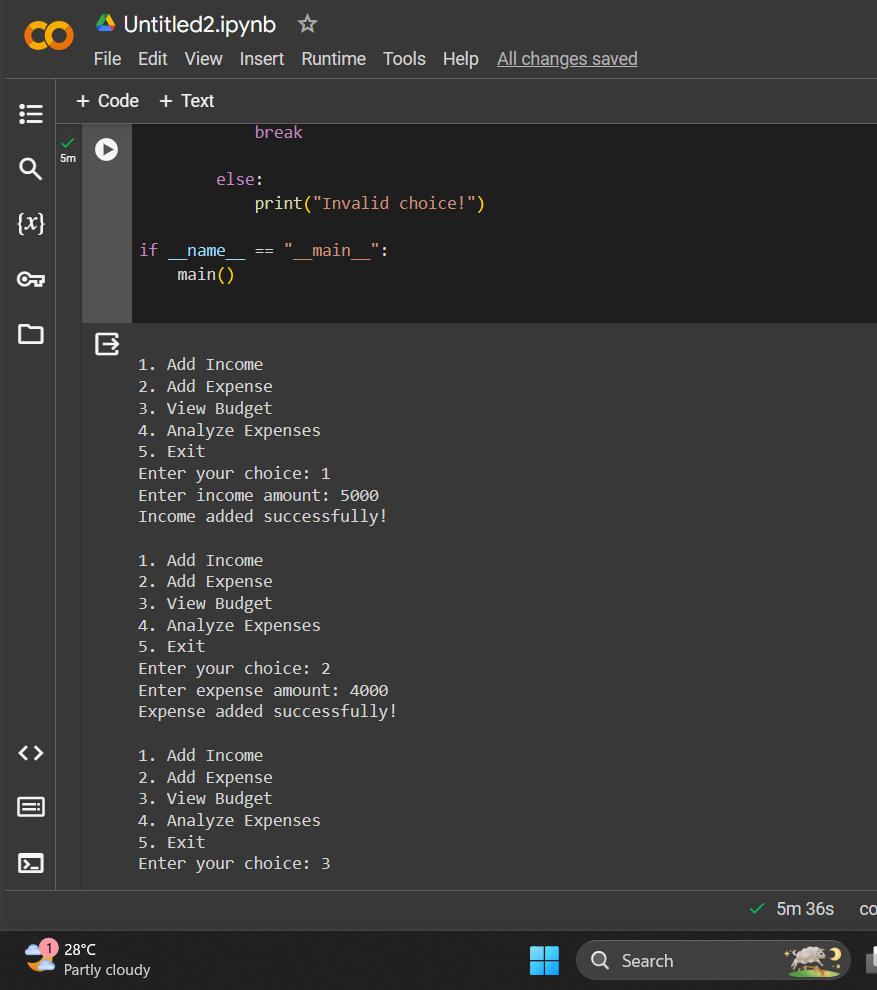 Untitled2.ipynb
File Edit View Insert Runtime Tools Help All changes saved
+ Code + Text
5m
break
else:
print("Invalid choice!")
if __name__ == "__main__":
main()
1. Add Income
2. Add Expense
3. View Budget
4. Analyze Expenses
5. Exit
Enter your choice: 1
Enter income amount: 5000
Income added successfully!
1. Add Income
2. Add Expense
3. View Budget
4. Analyze Expenses
5. Exit
Enter your choice: 2
Enter expense amount: 4000
Expense added successfully!
1. Add Income
2. Add Expense
3. View Budget
4. Analyze Expenses
5. Exit
Enter your choice: 3
5m 36s co
1 28°C
Partly cloudy
Search